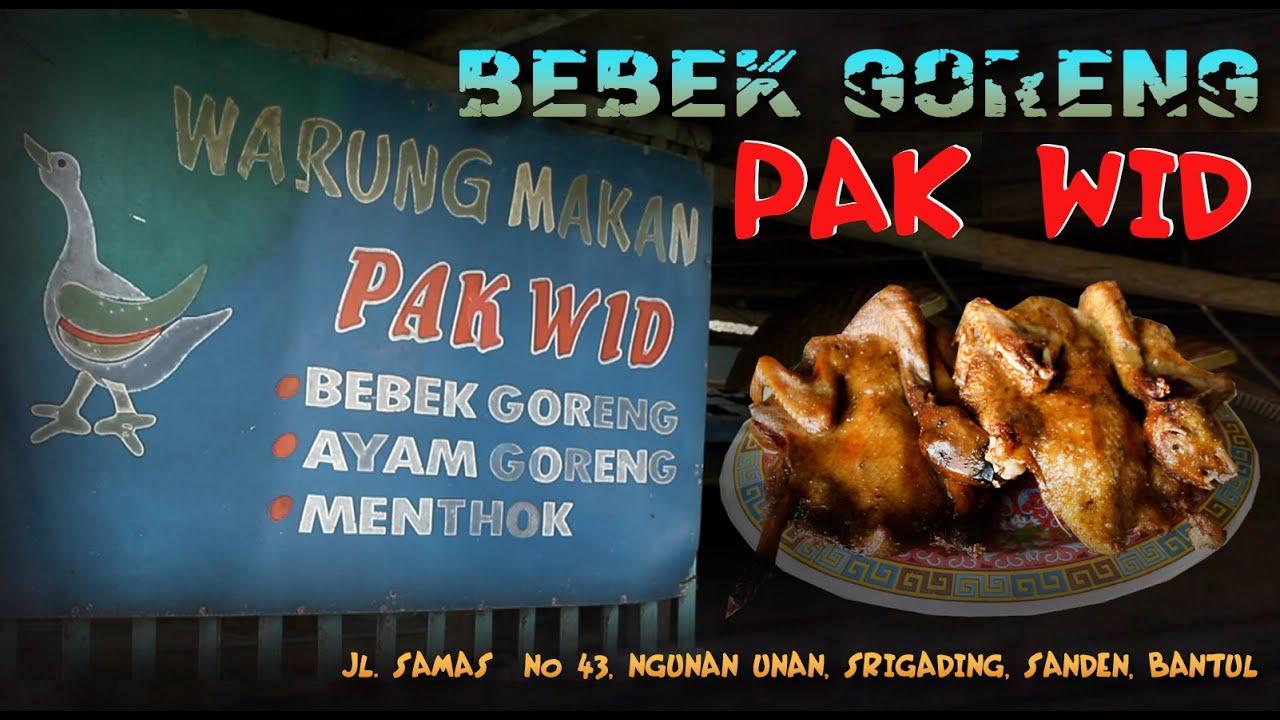 BEBEK GORENG
PAK WID
WARUNG MAKAN
PAK WID
BEBEK GORENG
AYAM GORENG
MENTHOK
JL. SAMAS No 43, NGUNAN UNAN, SRIGADING, SANDEN, BANTUL